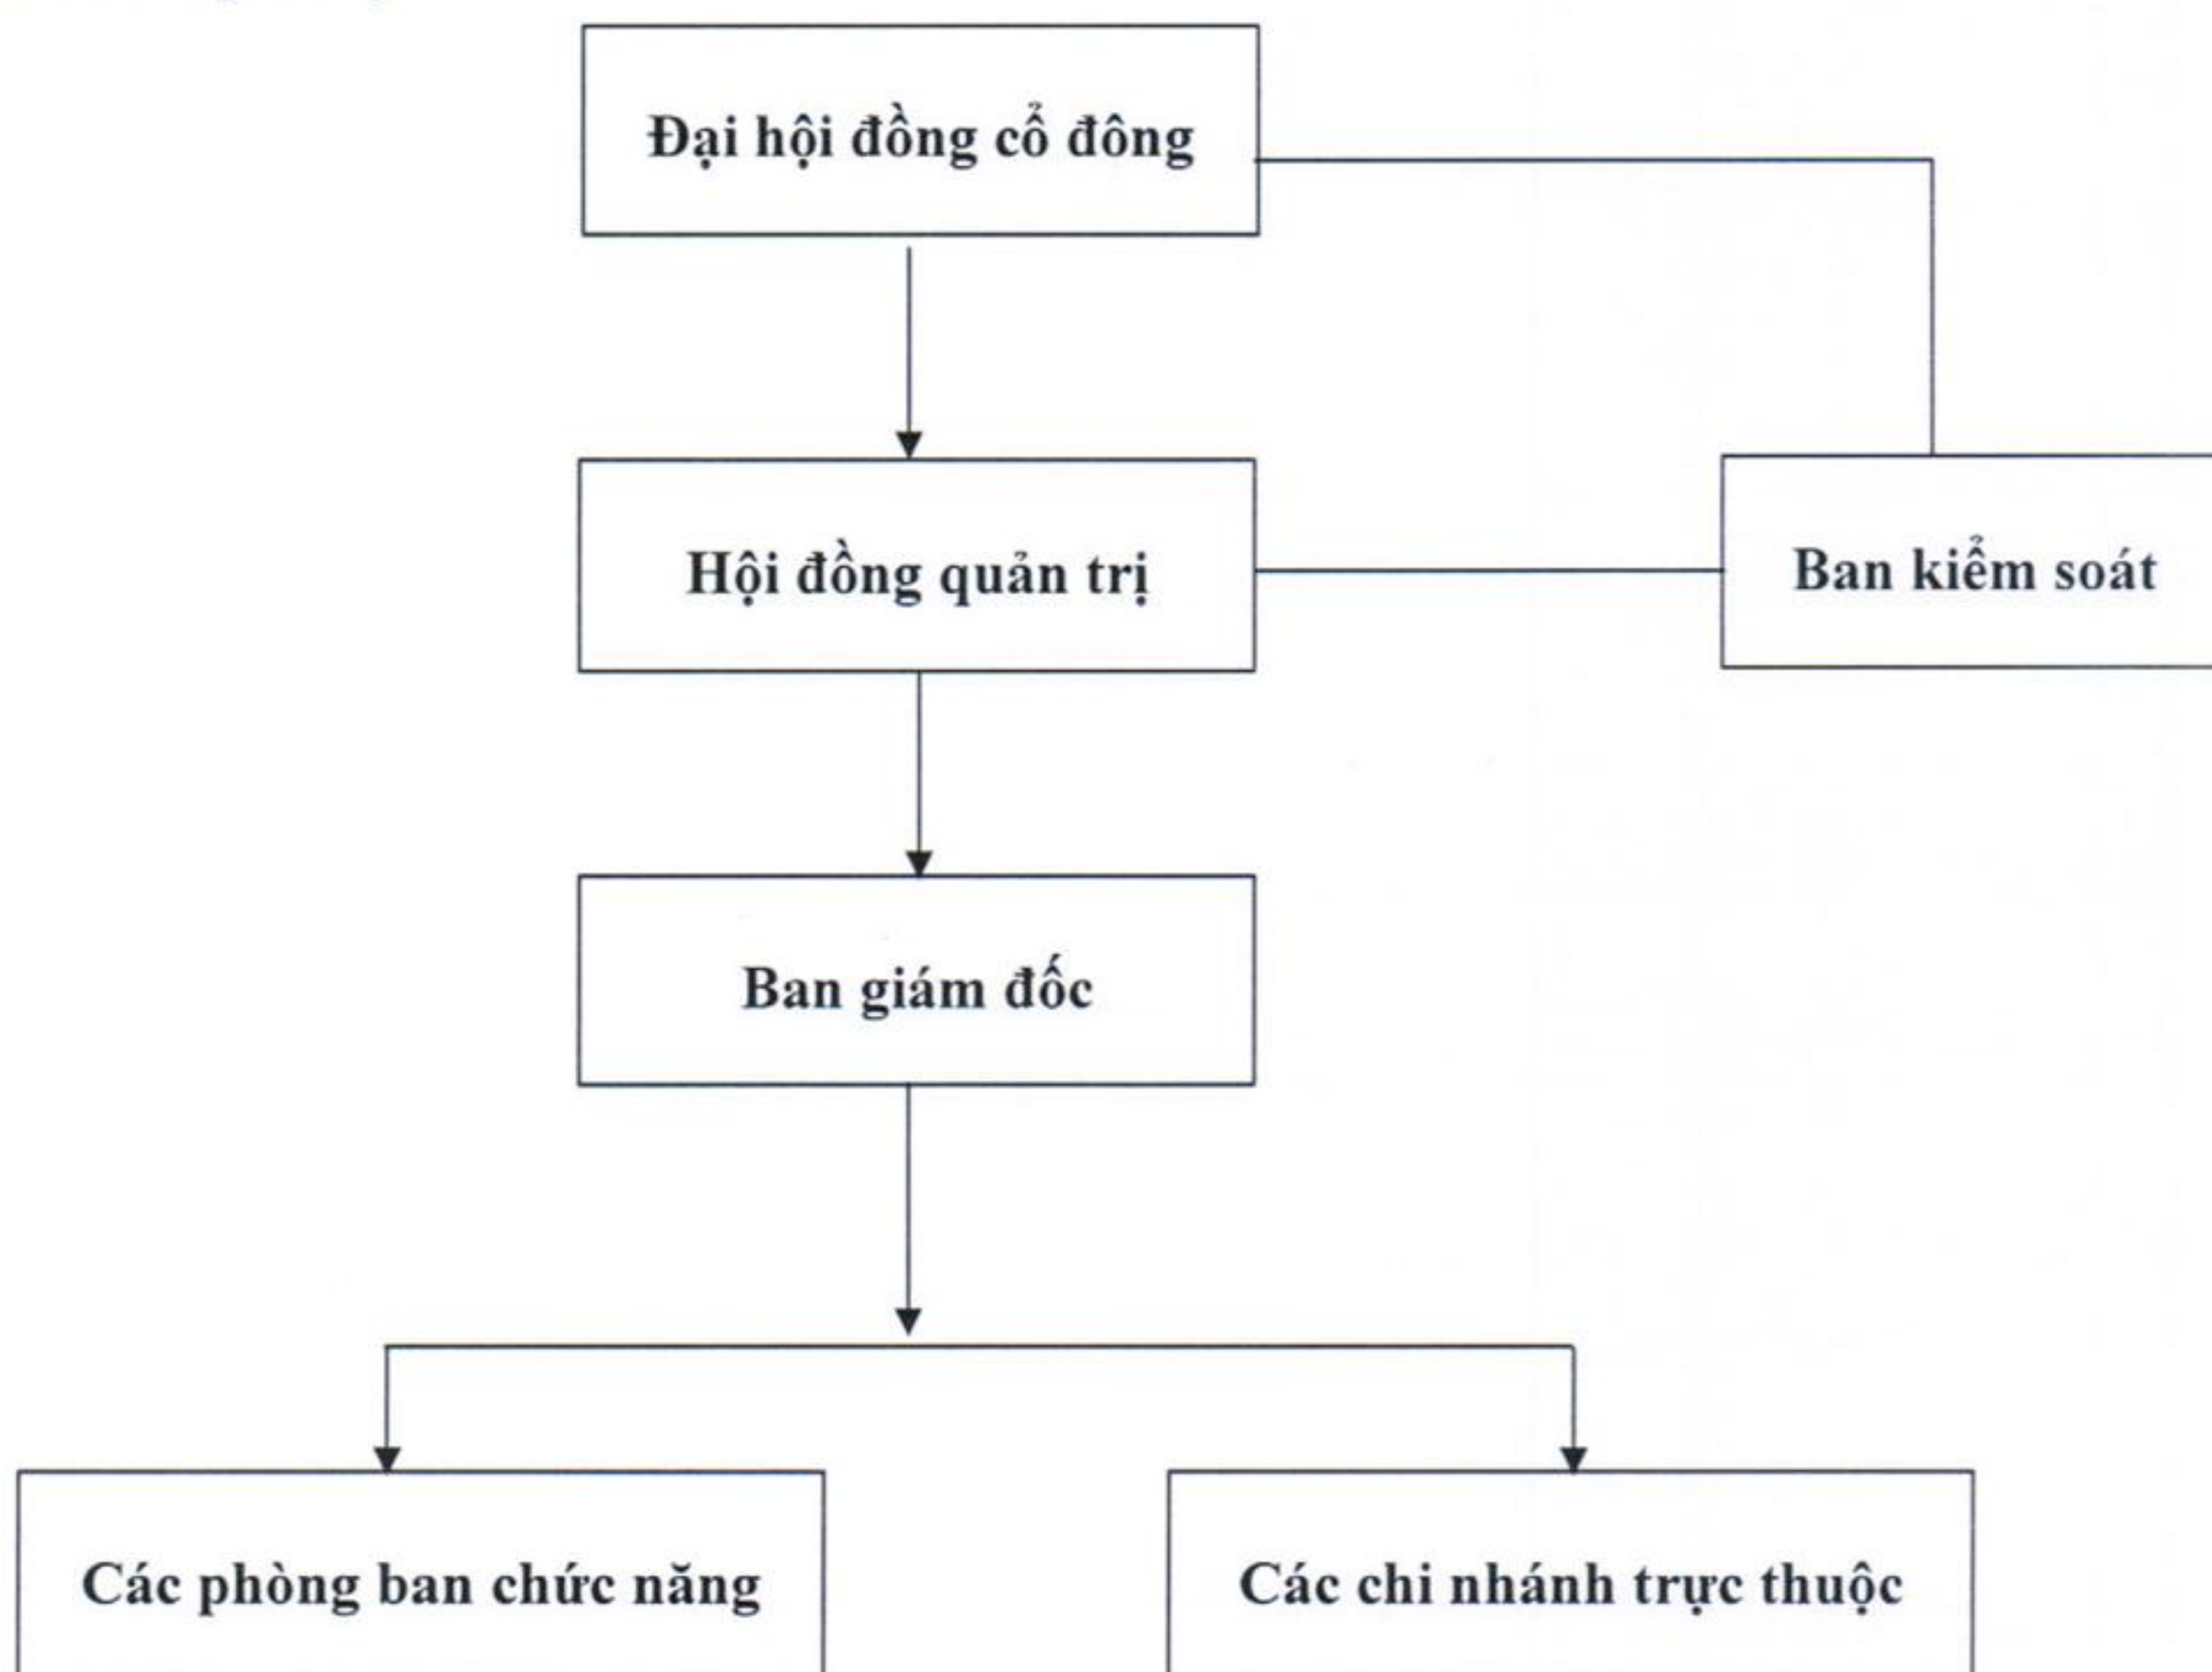 Đại hội đồng cổ đông
Hội đồng quản trị
Ban kiểm soát
Ban giám đốc
Các phòng ban chức năng
Các chi nhánh trực thuộc